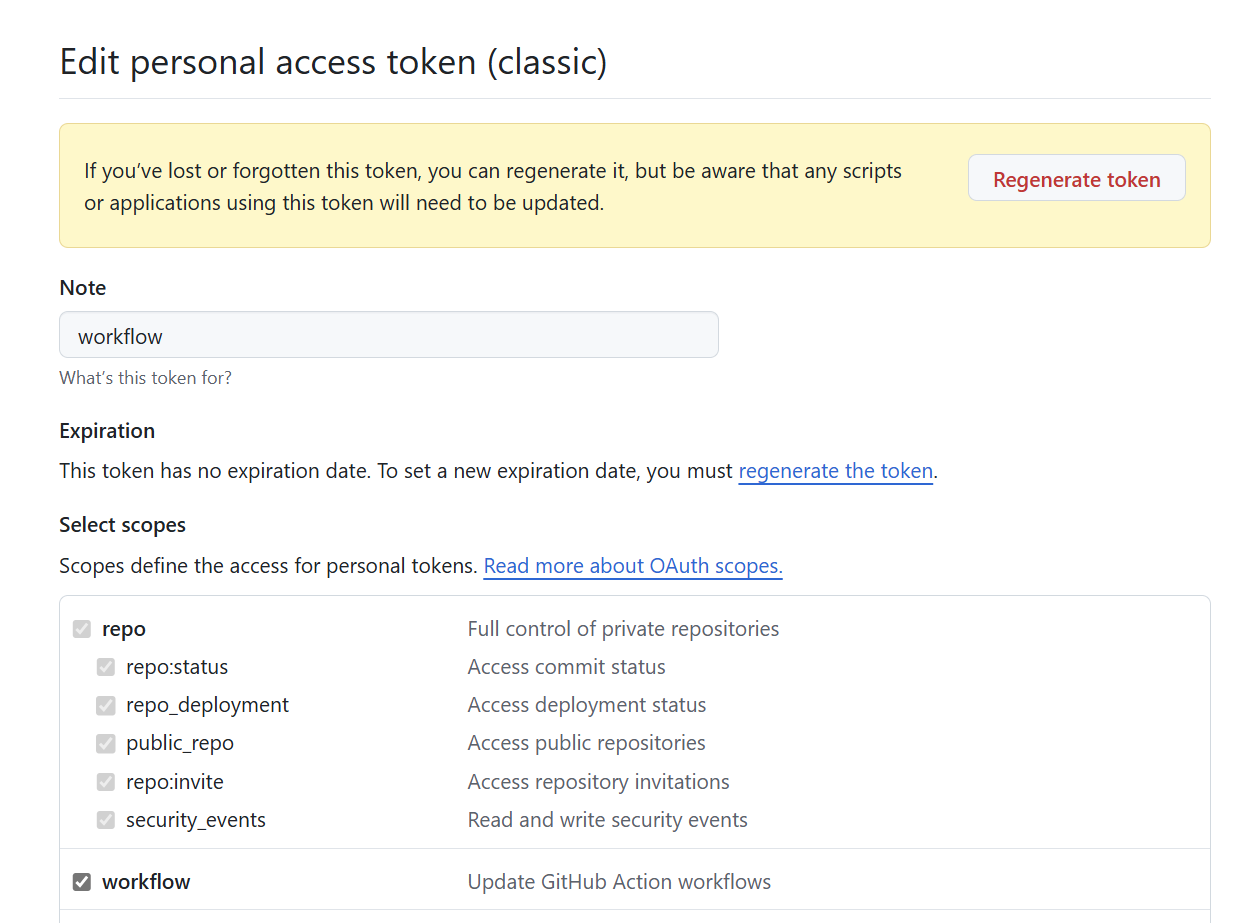 Edit personal access token (classic)
If you’ve lost or forgotten this token, you can regenerate it, but be aware that any scripts
or applications using this token will need to be updated.
Regenerate token
Note
workflow
What’s this token for?
Expiration
This token has no expiration date. To set a new expiration date, you must regenerate the token.
Select scopes
Scopes define the access for personal tokens. Read more about OAuth scopes.
repo Full control of private repositories
repo:status Access commit status
repo_deployment Access deployment status
public_repo Access public repositories
repo:invite Access repository invitations
security_events Read and write security events
workflow Update GitHub Action workflows